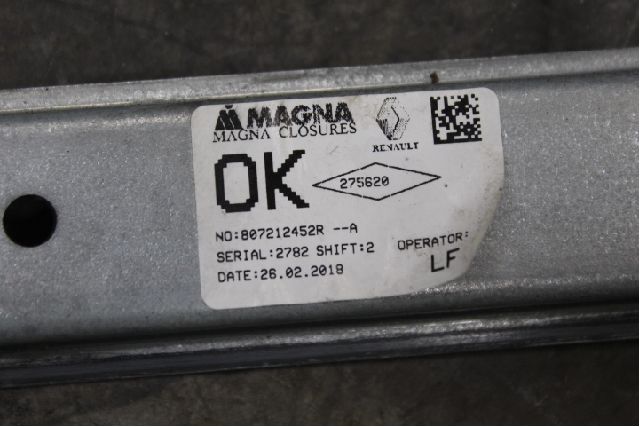 MAGNA
MAGNA CLOSURES
RENAULT
OK
275620
NO:807212452R --A
SERIAL:2782 SHIFT:2
OPERATOR:
LF
DATE:26.02.2018